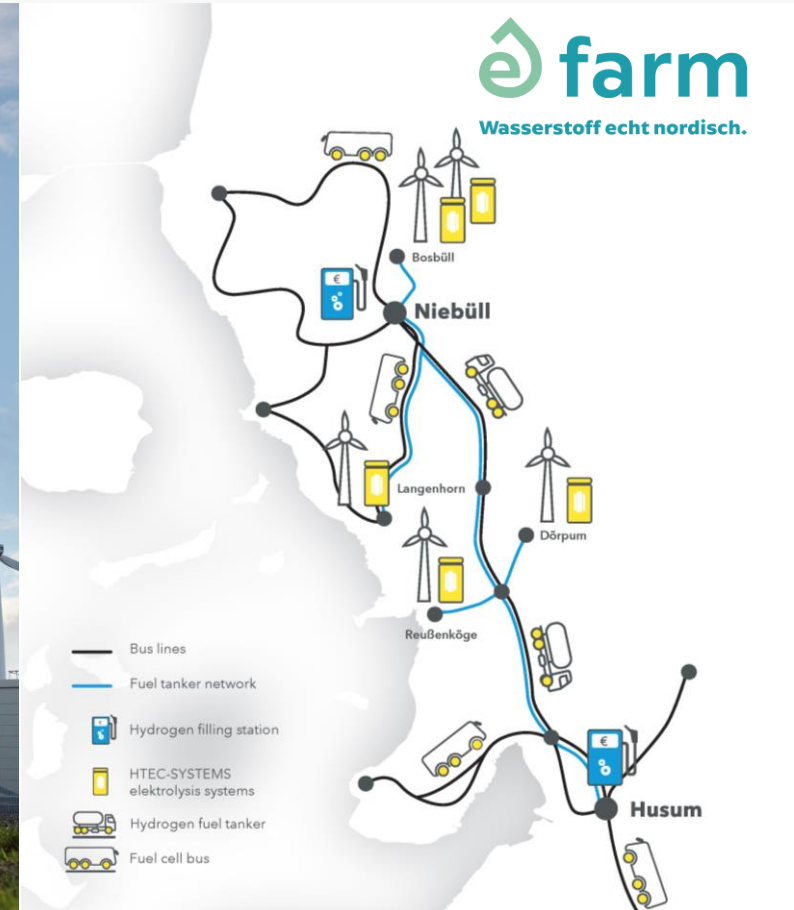 e farm
Wasserstoff echt nordisch.
Bosbüll
€
Niebüll
Langenhorn
Dörpum
Reußenköge
Bus lines
Fuel tanker network
€
Hydrogen filling station
HTEC-SYSTEMS
elektrolysis systems
Hydrogen fuel tanker
Fuel cell bus
€
Husum